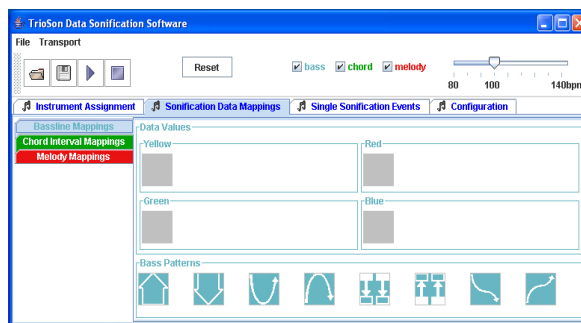 TrioSon Data Sonification Software
File Transport
Reset bass chord melody
80 100 140bpm
Instrument Assignment Sonification Data Mappings Single Sonification Events Configuration
Bassline Mappings
Chord Interval Mappings
Melody Mappings
Data Values
Yellow Red
Green Blue
Bass Patterns